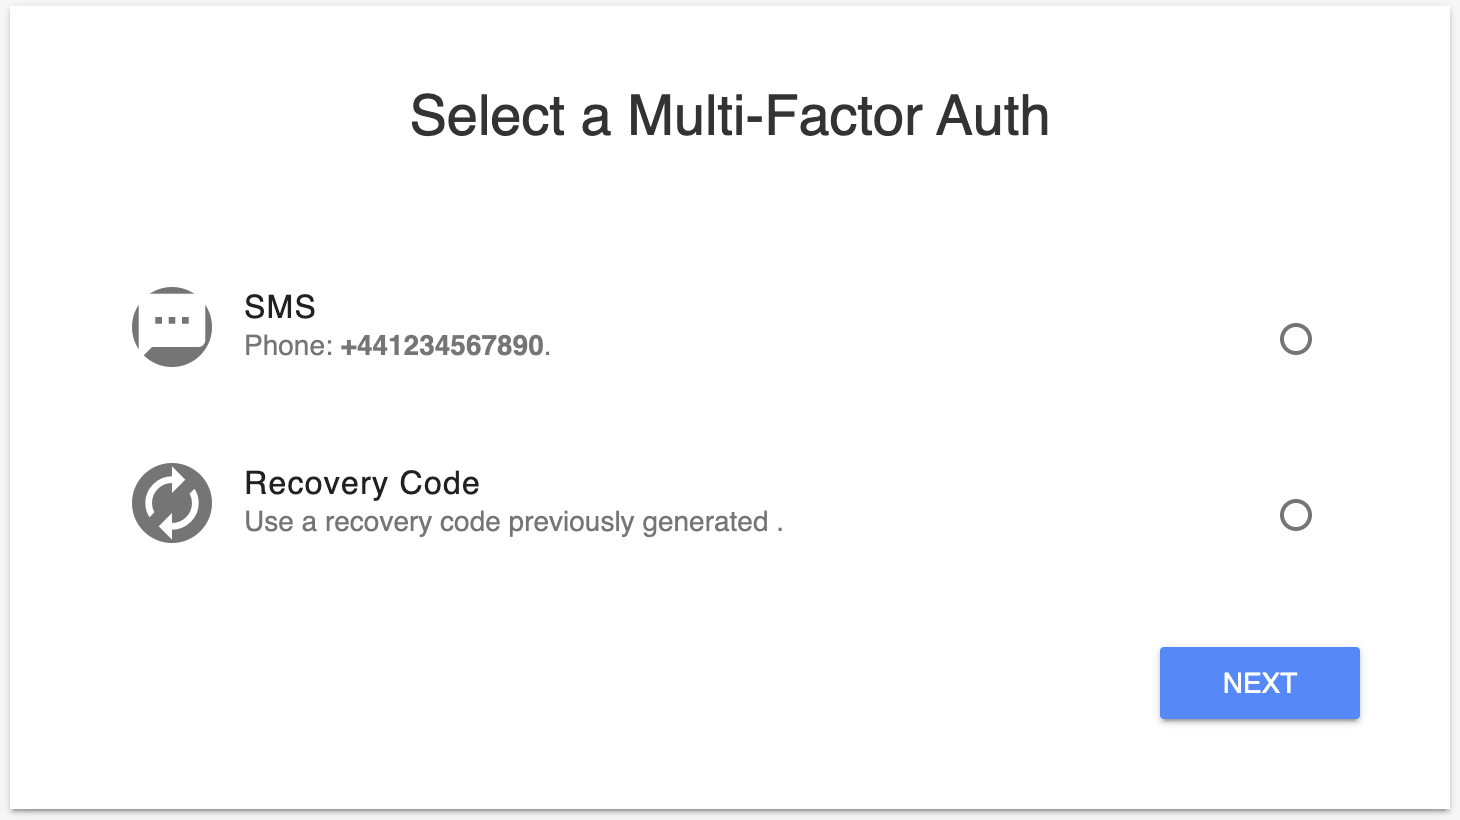 Select a Multi-Factor Auth
SMS
Phone: +441234567890.
Recovery Code
Use a recovery code previously generated .
NEXT